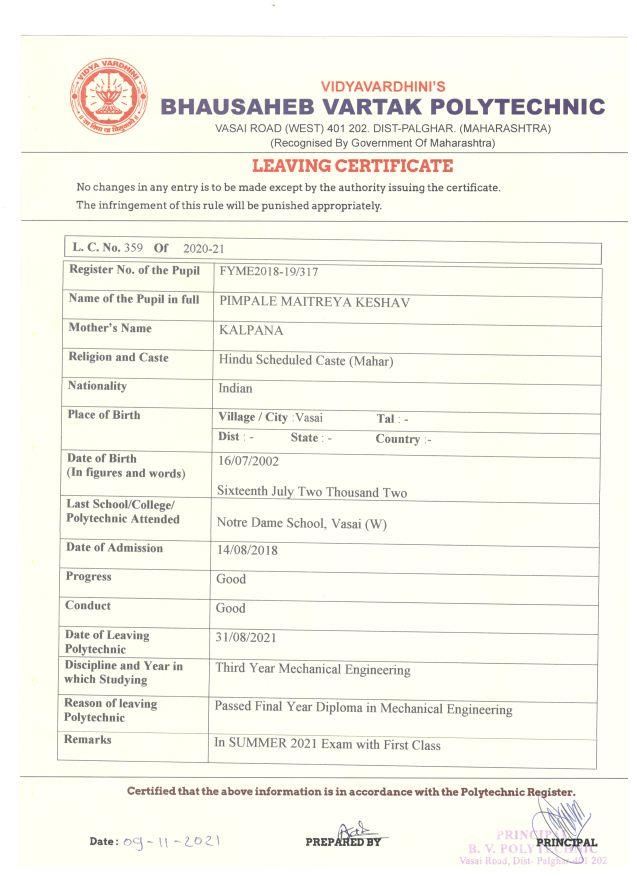 VIDYA VARDHINI
VIDYAVARDHINI'S
BHAUSAHEB VARTAK POLYTECHNIC
VASAI ROAD (WEST) 401 202. DIST-PALGHAR. (MAHARASHTRA)
(Recognised By Government Of Maharashtra)
LEAVING CERTIFICATE
No changes in any entry is to be made except by the authority issuing the certificate.
The infringement of this rule will be punished appropriately.
L. C. No. 359 Of 2020-21
Register No. of the Pupil FYME2018-19/317
Name of the Pupil in full PIMPALE MAITREYA KESHAV
Mother's Name KALPANA
Religion and Caste Hindu Scheduled Caste (Mahar)
Nationality Indian
Place of Birth Village / City :Vasai Tal : -
Dist : - State : - Country :-
Date of Birth 16/07/2002
(In figures and words)
Sixteenth July Two Thousand Two
Last School/College/
Polytechnic Attended Notre Dame School, Vasai (W)
Date of Admission 14/08/2018
Progress Good
Conduct Good
Date of Leaving 31/08/2021
Polytechnic
Discipline and Year in Third Year Mechanical Engineering
which Studying
Reason of leaving Passed Final Year Diploma in Mechanical Engineering
Polytechnic
Remarks In SUMMER 2021 Exam with First Class
Certified that the above information is in accordance with the Polytechnic Register.
Date: 09-11-2021 PREPARED BY PRINCIPAL
PRINCIPAL
B. V. POLYTECHNIC
Vasai Road, Dist- Palghar-401 202